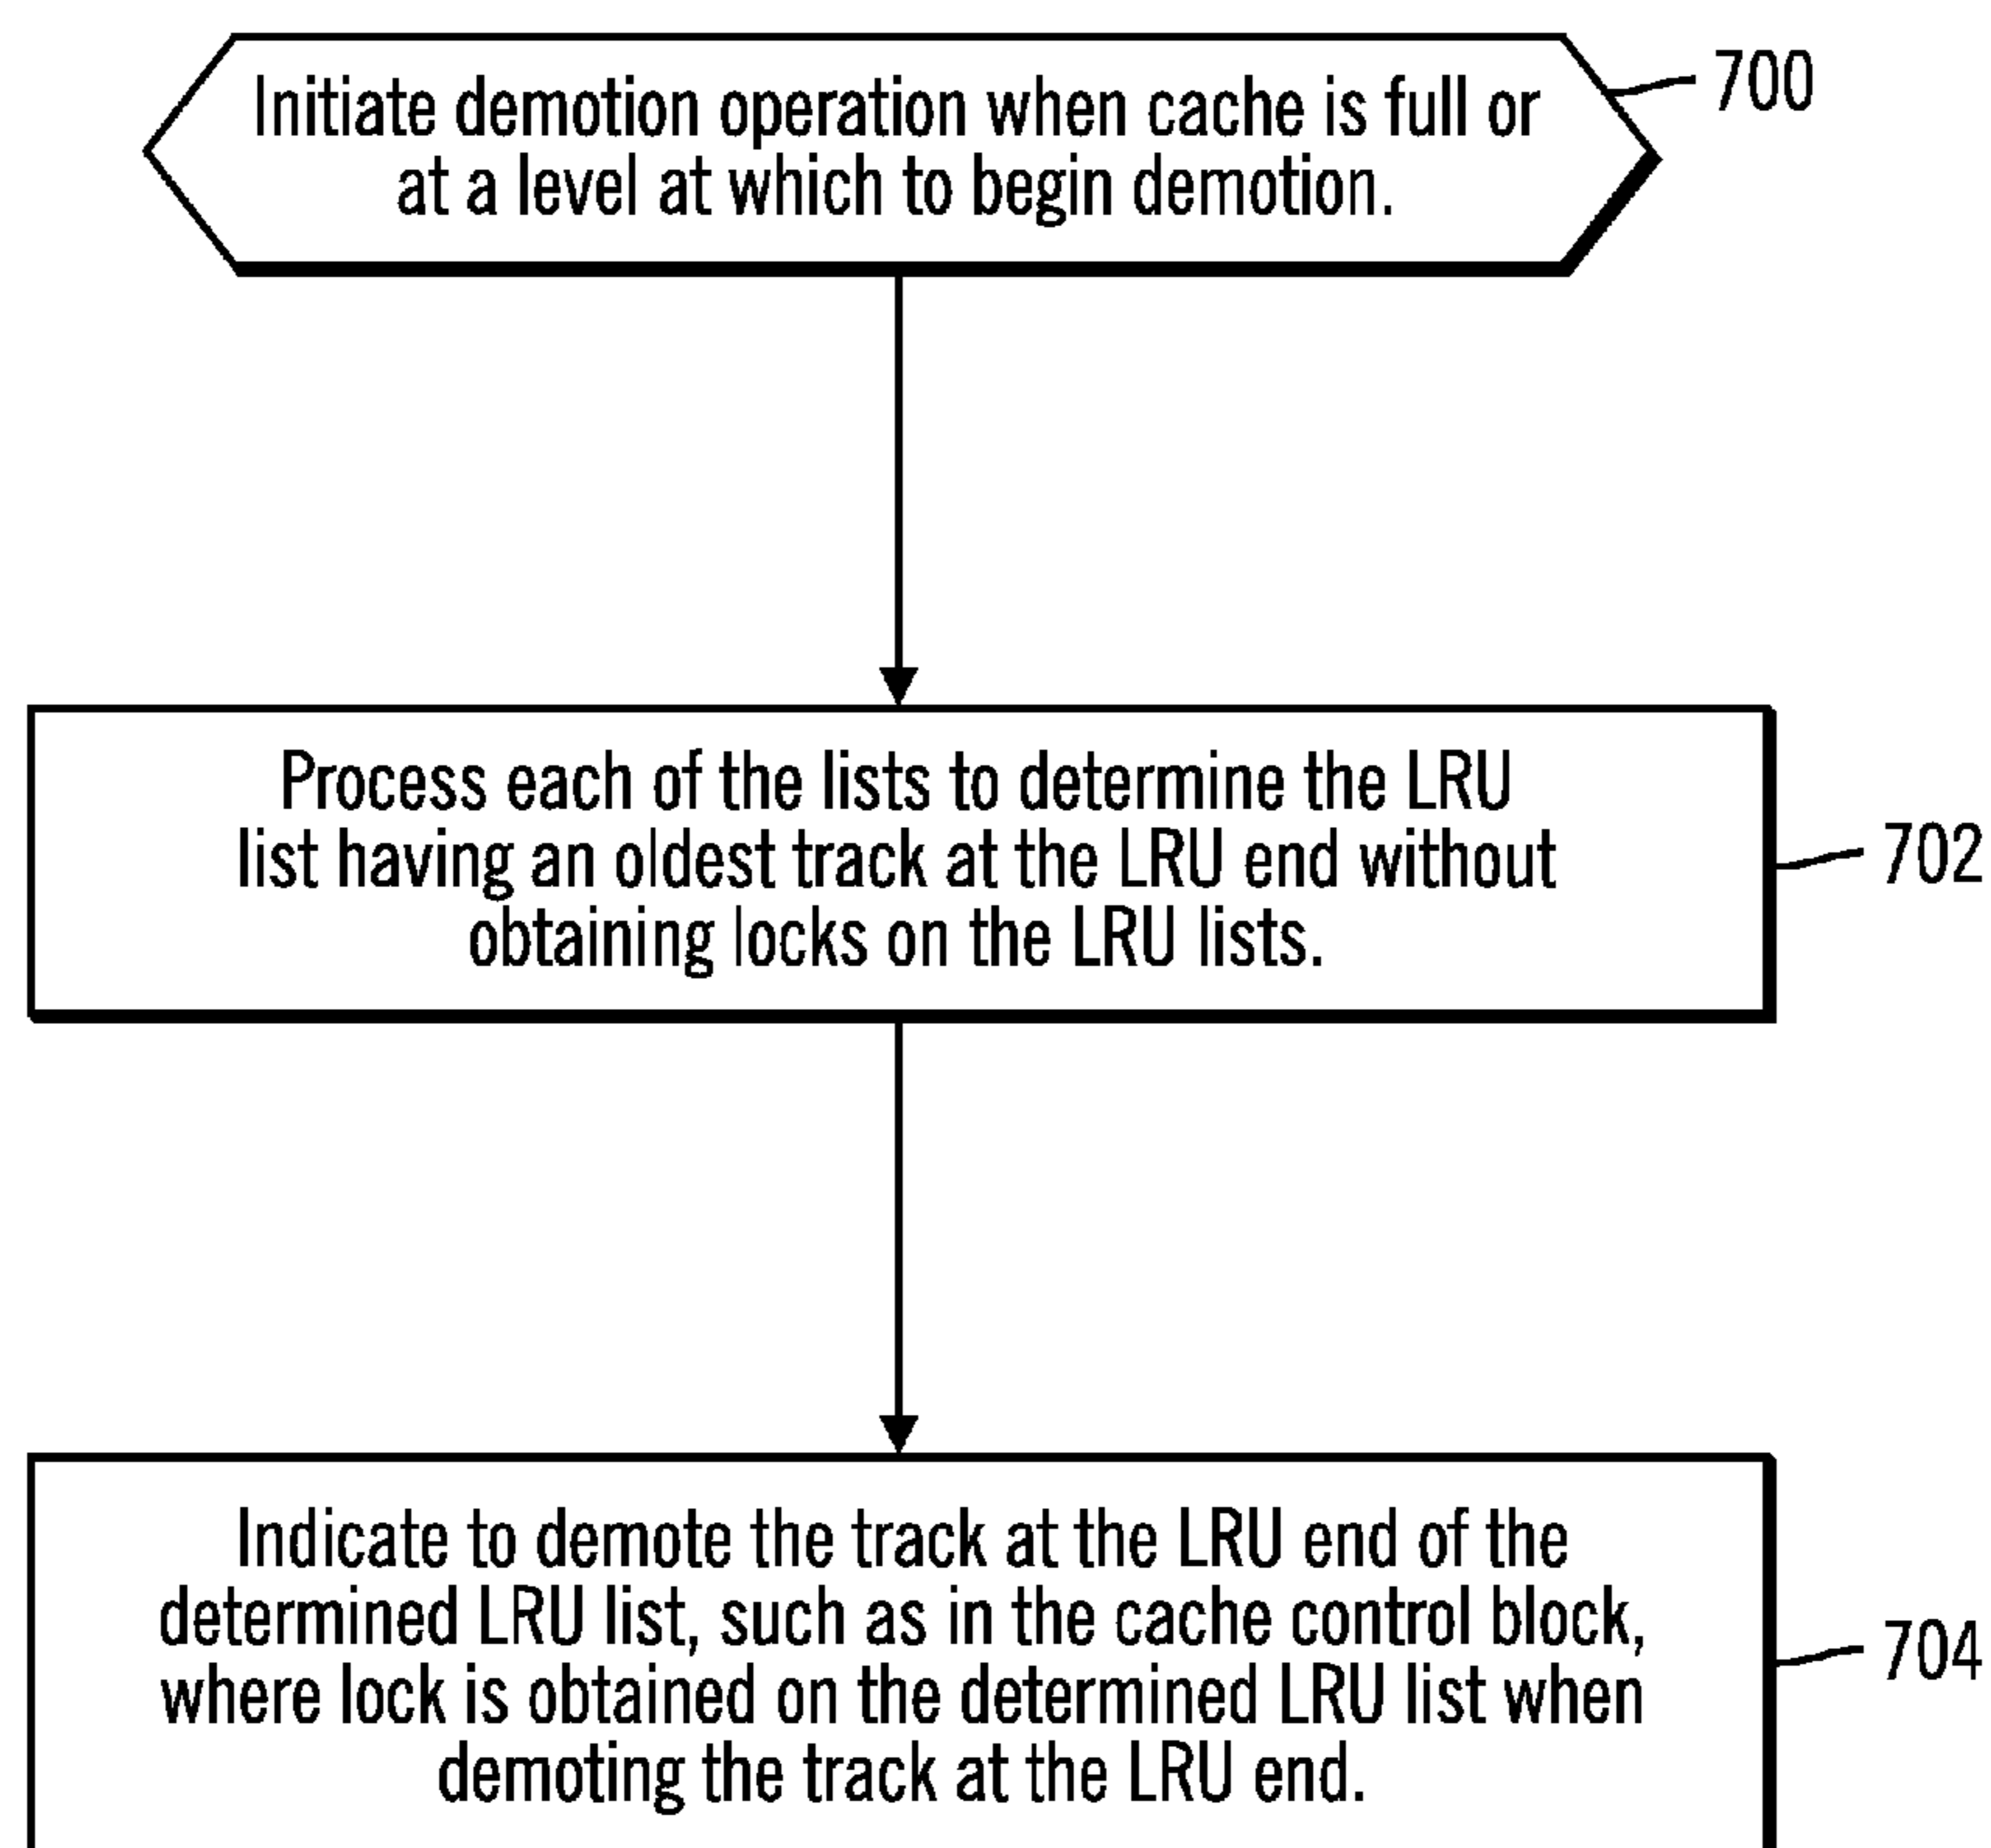 Initiate demotion operation when cache is full or
at a level at which to begin demotion.
700
Process each of the lists to determine the LRU
list having an oldest track at the LRU end without
obtaining locks on the LRU lists.
702
Indicate to demote the track at the LRU end of the
determined LRU list, such as in the cache control block,
where lock is obtained on the determined LRU list when
demoting the track at the LRU end.
704